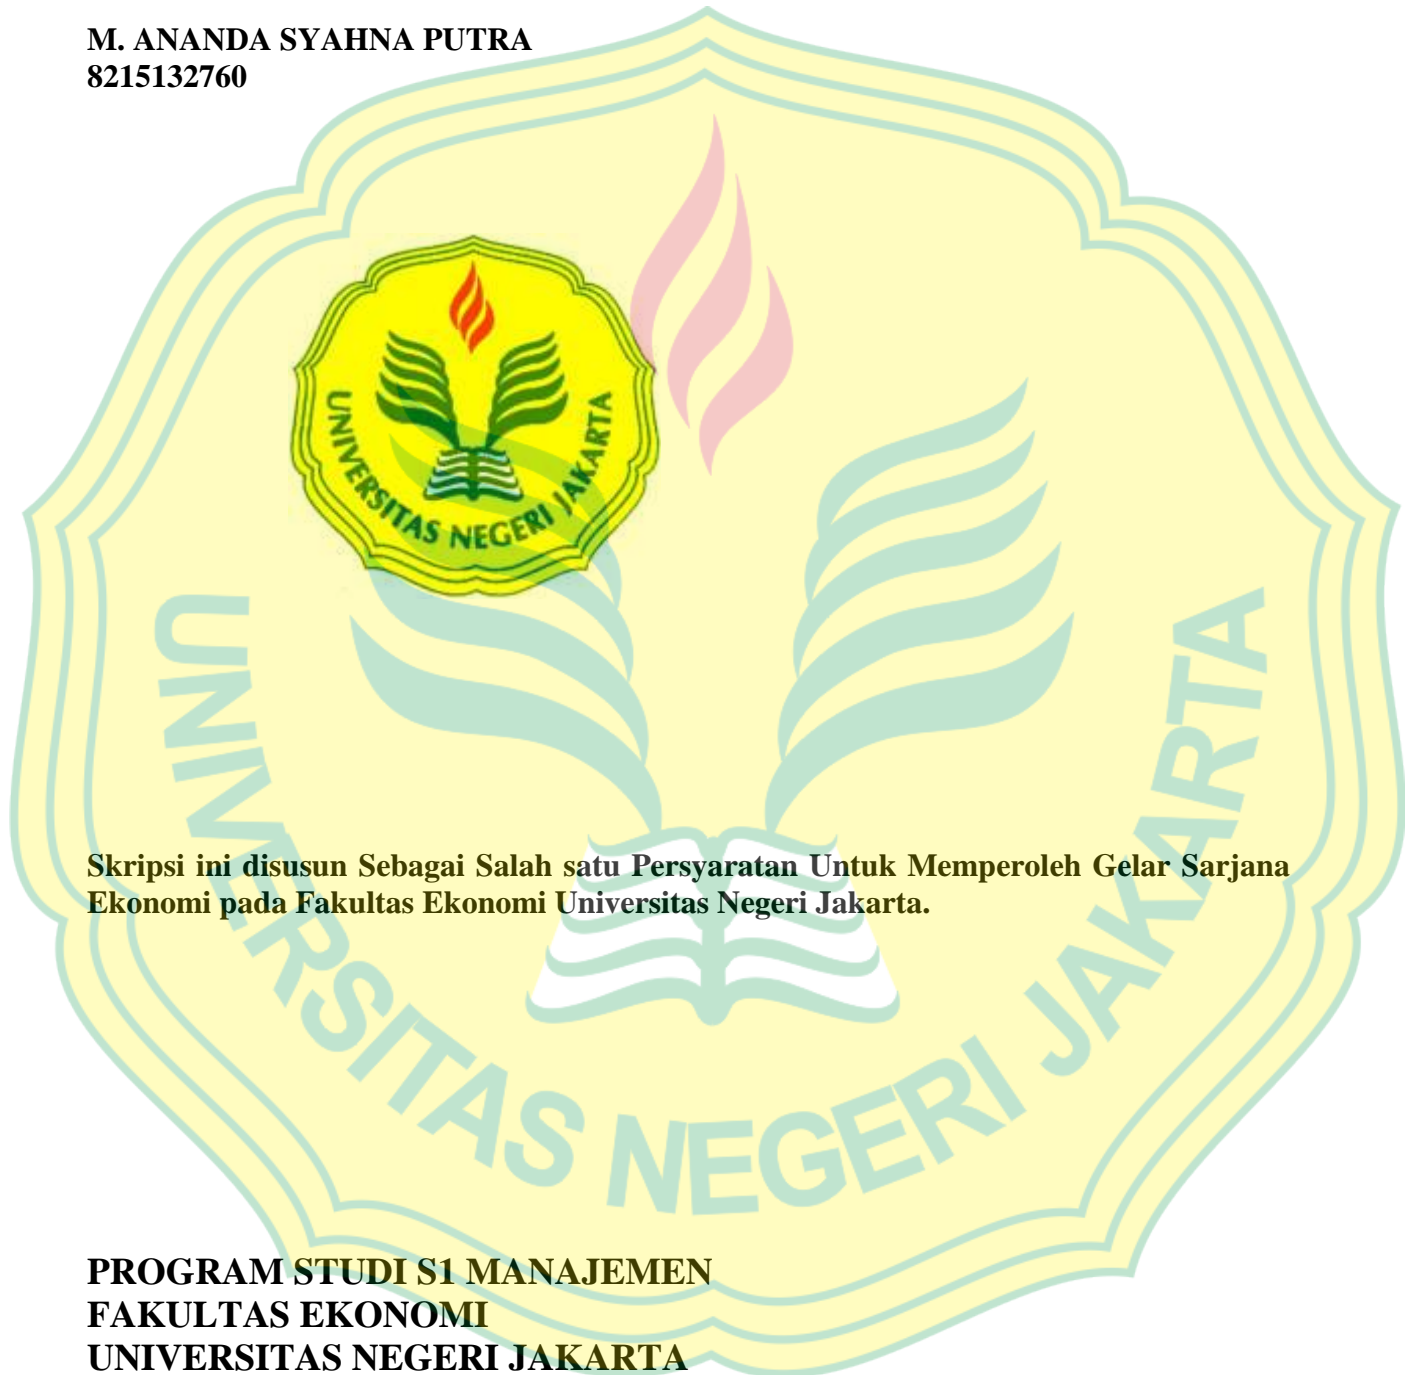 M. ANANDA SYAHNA PUTRA
8215132760
UNIVERSITAS NEGERI JAKARTA
UNIVERSITAS NEGERI JAKARTA
Skripsi ini disusun Sebagai Salah satu Persyaratan Untuk Memperoleh Gelar Sarjana
Ekonomi pada Fakultas Ekonomi Universitas Negeri Jakarta.
PROGRAM STUDI S1 MANAJEMEN
FAKULTAS EKONOMI
UNIVERSITAS NEGERI JAKARTA